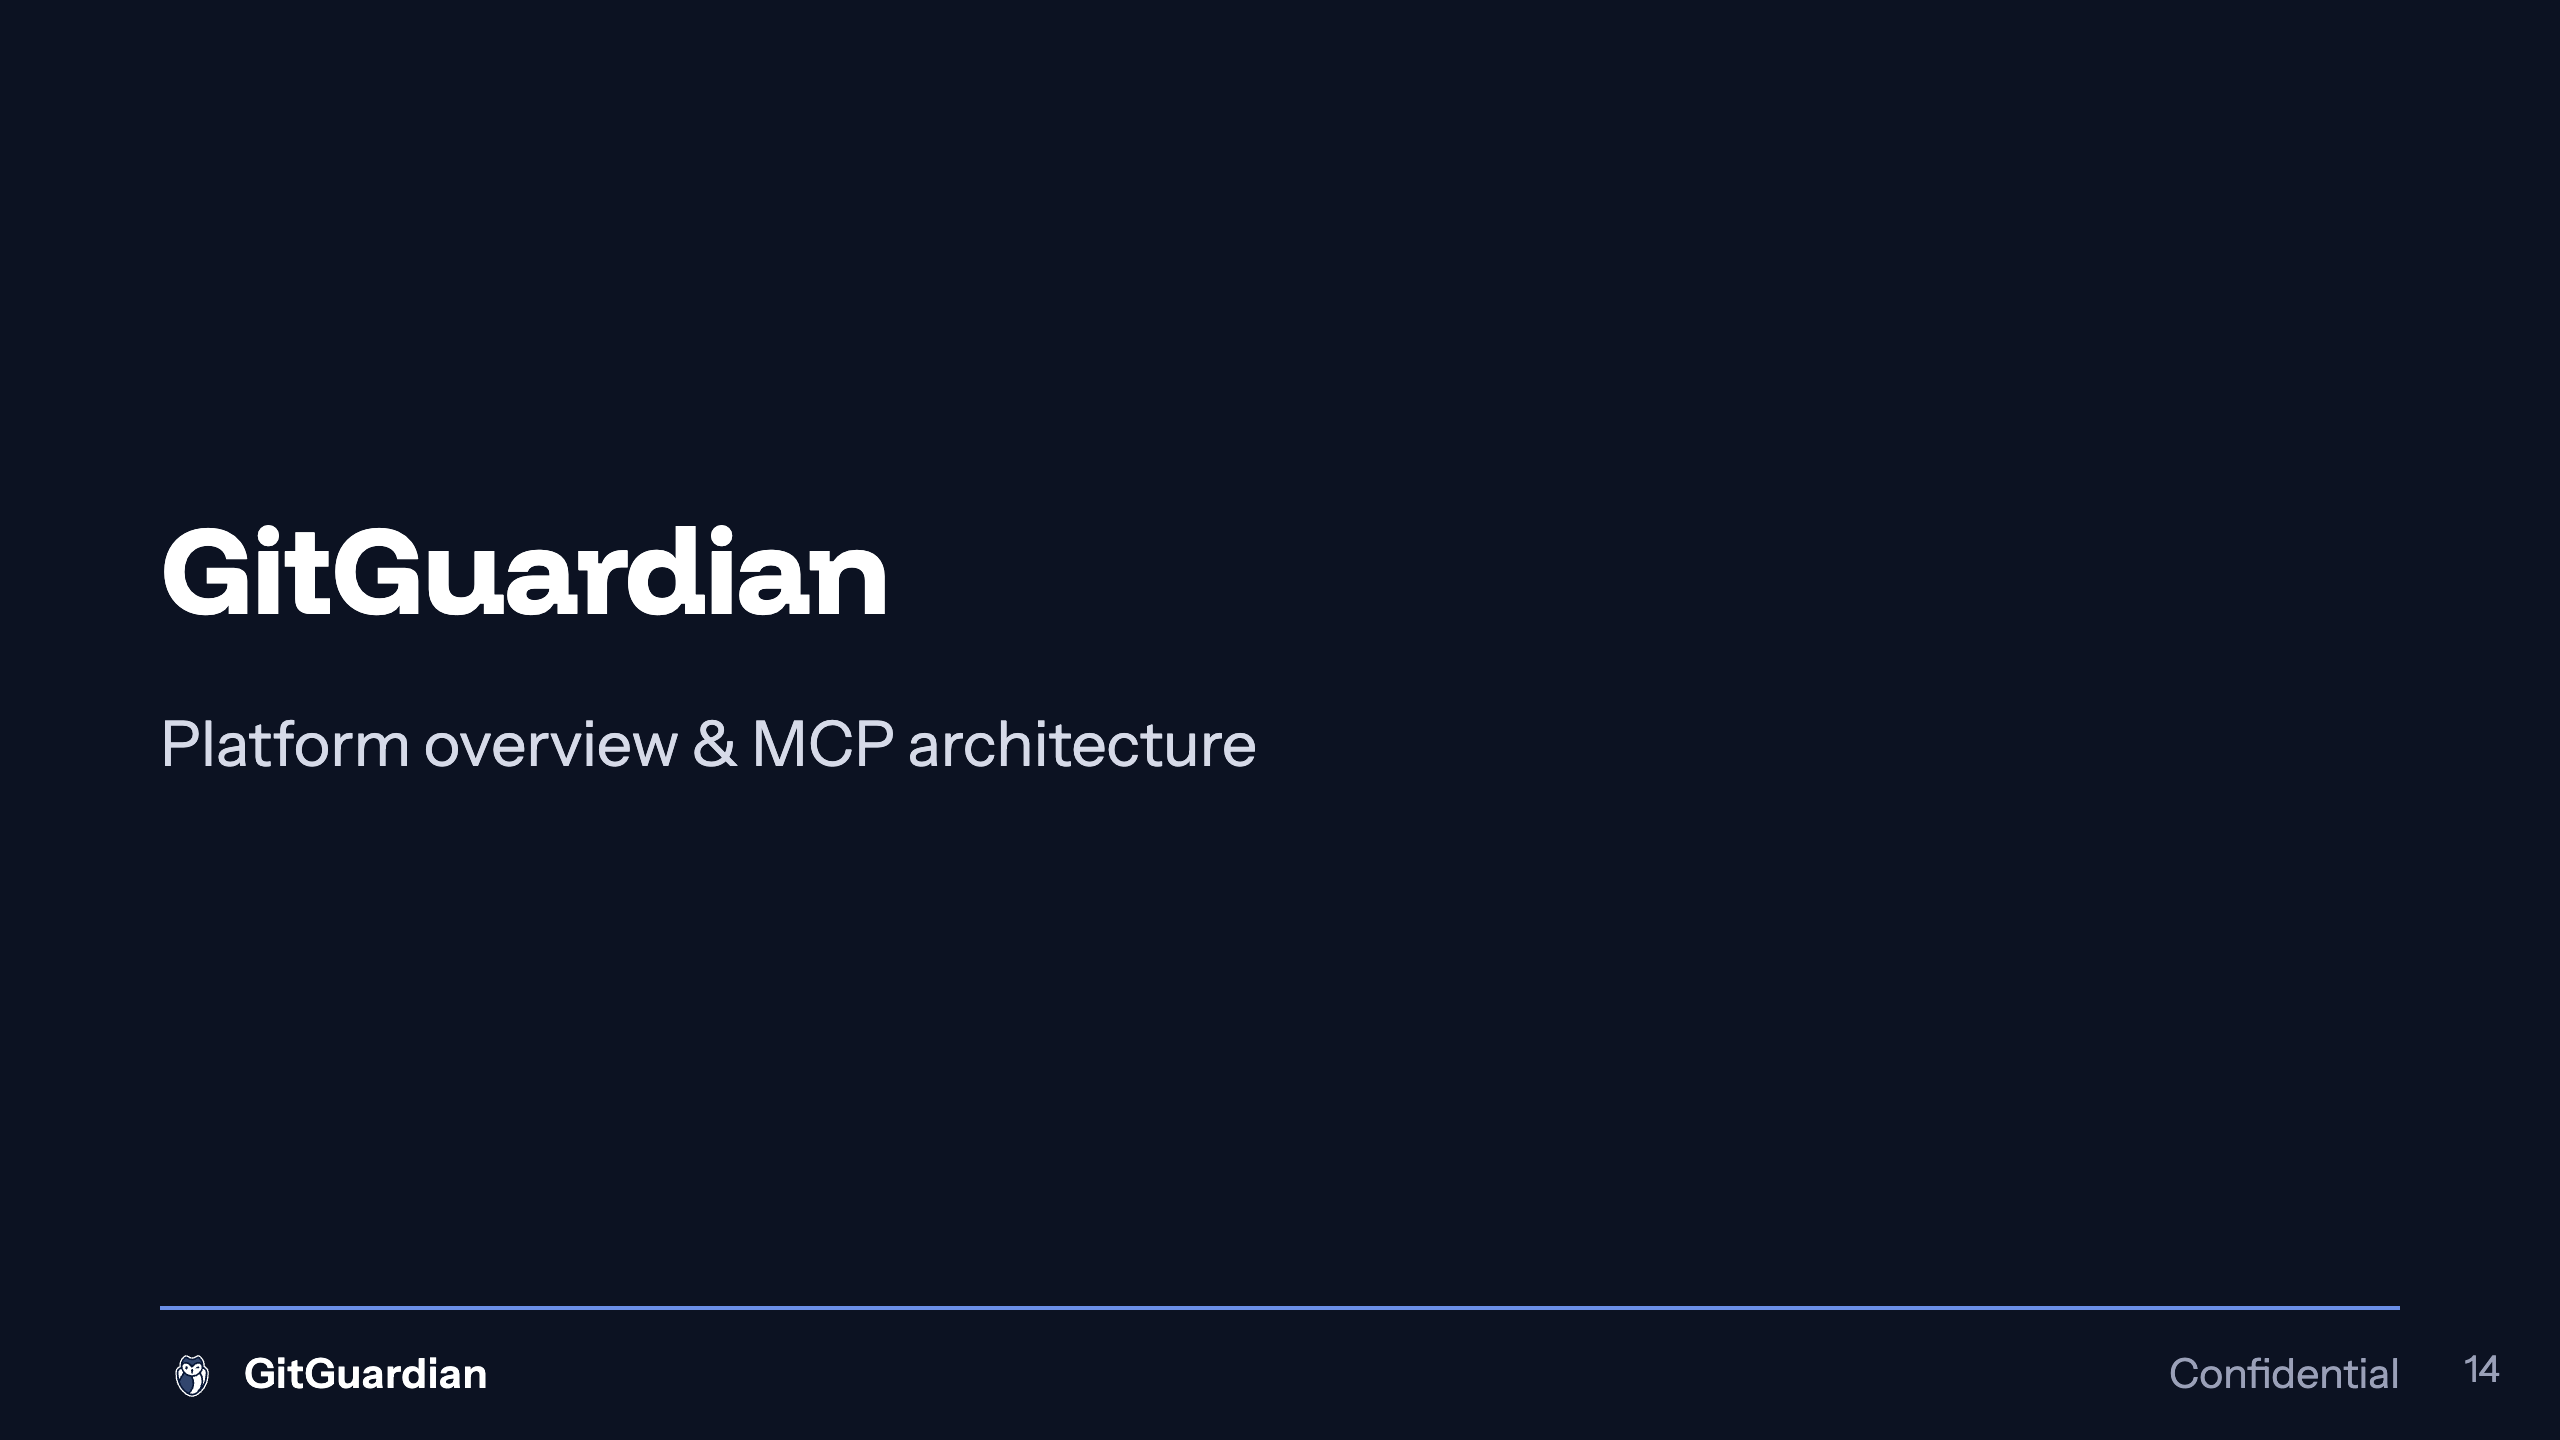 GitGuardian
Platform overview & MCP architecture
GitGuardian
Confidential
14